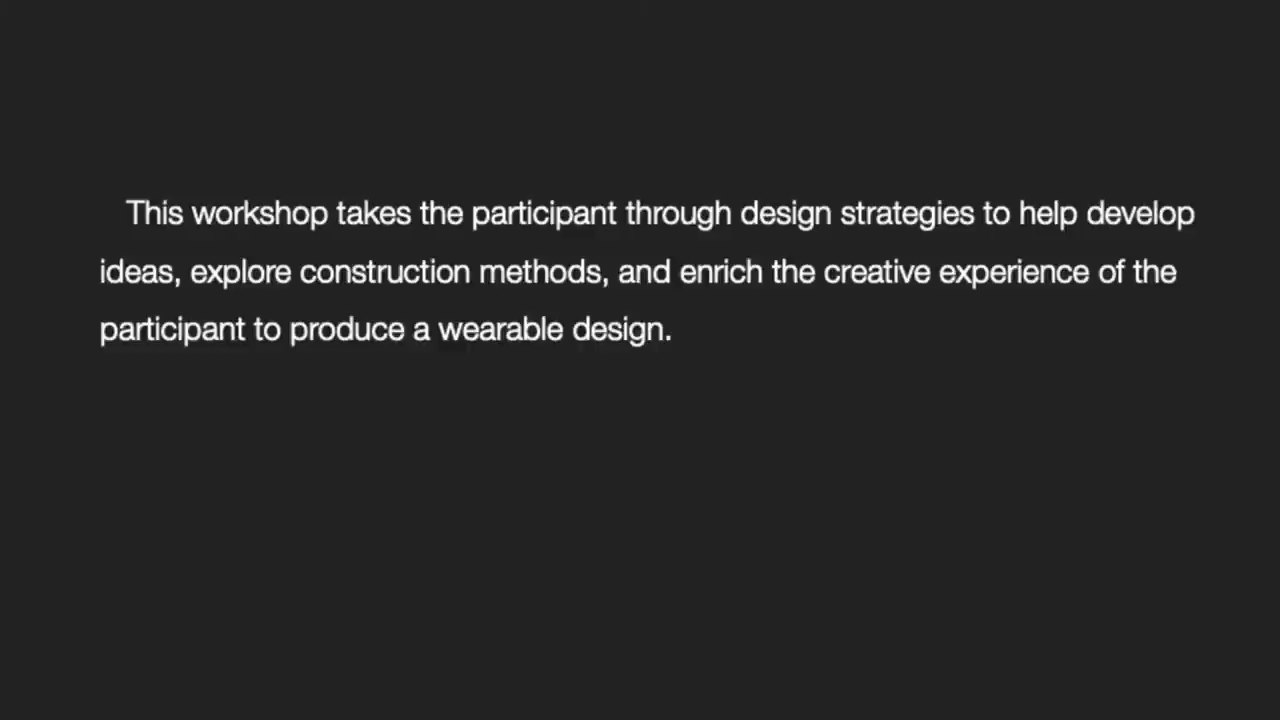 This workshop takes the participant through design strategies to help develop
ideas, explore construction methods, and enrich the creative experience of the
participant to produce a wearable design.